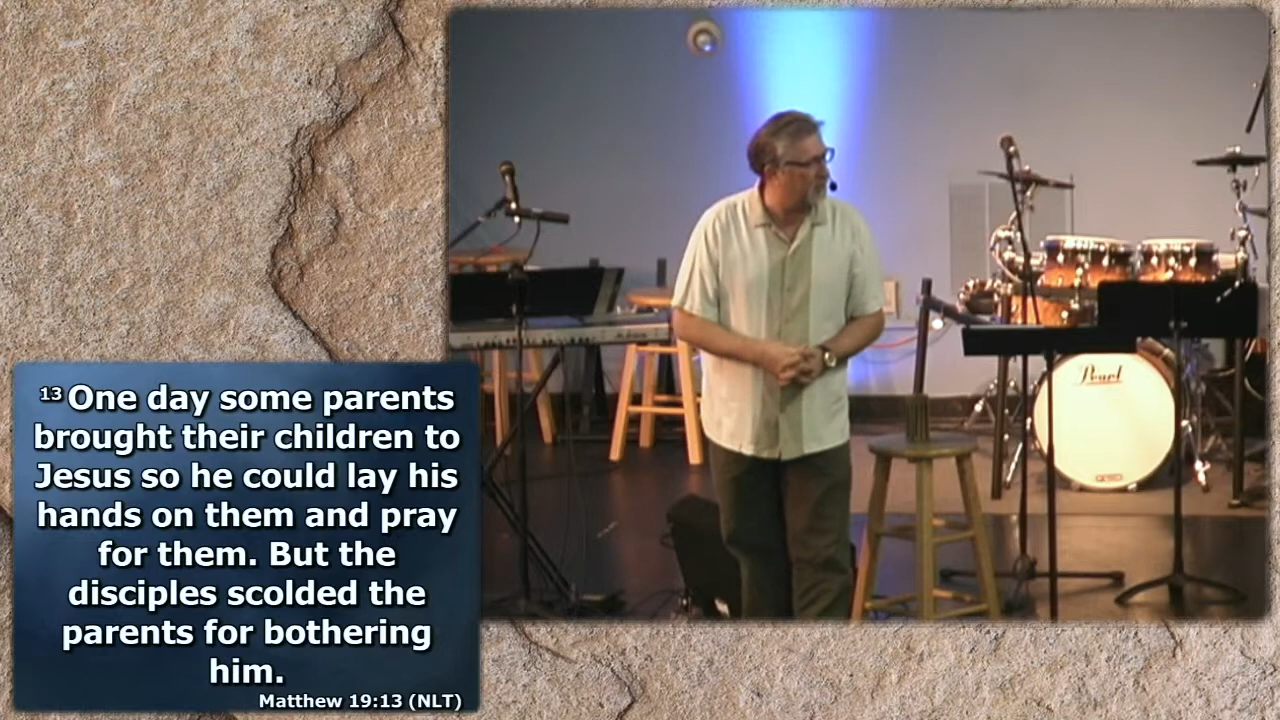 13 One day some parents
brought their children to
Jesus so he could lay his
hands on them and pray
for them. But the
disciples scolded the
parents for bothering
him.
Matthew 19:13 (NLT)
Pearl